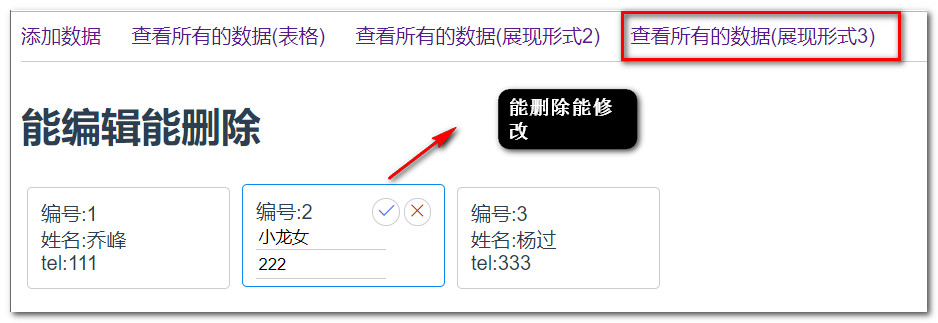 添加数据 查看所有的数据(表格) 查看所有的数据(展现形式2) 查看所有的数据(展现形式3)
能编辑能删除
能删除能修
改
编号:1
姓名:乔峰
tel:111
编号:2
小龙女
222
编号:3
姓名:杨过
tel:333